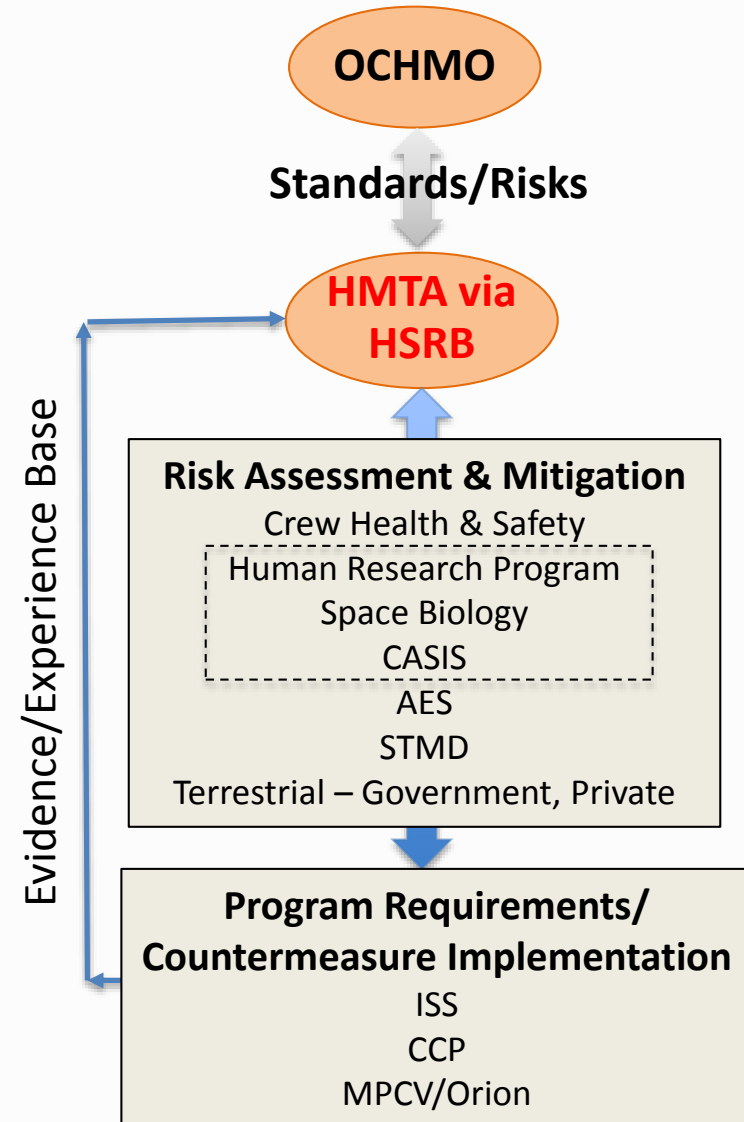 OCHMO
Standards/Risks
HMTA via
HSRB
Evidence/Experience Base
Risk Assessment & Mitigation
Crew Health & Safety
Human Research Program
Space Biology
CASIS
AES
STMD
Terrestrial – Government, Private
Program Requirements/
Countermeasure Implementation
ISS
CCP
MPCV/Orion